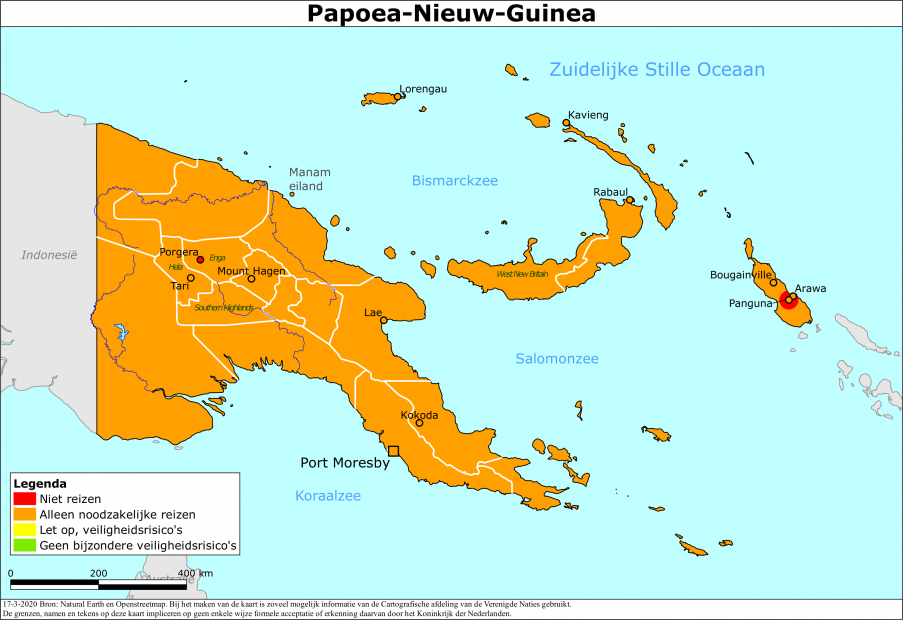 Papoea-Nieuw-Guinea
Zuidelijke Stille Oceaan
Lorengau
Kavieng
Manam
eiland
Bismarckzee
Rabaul
Indonesië
Porgera
Enga
Hela
Mount Hagen
Tari
West New Britain
Bougainville
Arawa
Panguna
Southern Highlands
Lae
Salomonzee
Kokoda
Port Moresby
Koraalzee
Legenda
Niet reizen
Alleen noodzakelijke reizen
Let op, veiligheidsrisico's
Geen bijzondere veiligheidsrisico's
0 200 400 km
Australië
17-3-2020 Bron: Natural Earth en Openstreetmap. Bij het maken van de kaart is zoveel mogelijk informatie van de Cartografische afdeling van de Verenigde Naties gebruikt.
De grenzen, namen en tekens op deze kaart impliceren op geen enkele wijze formele acceptatie of erkenning daarvan door het Koninkrijk der Nederlanden.